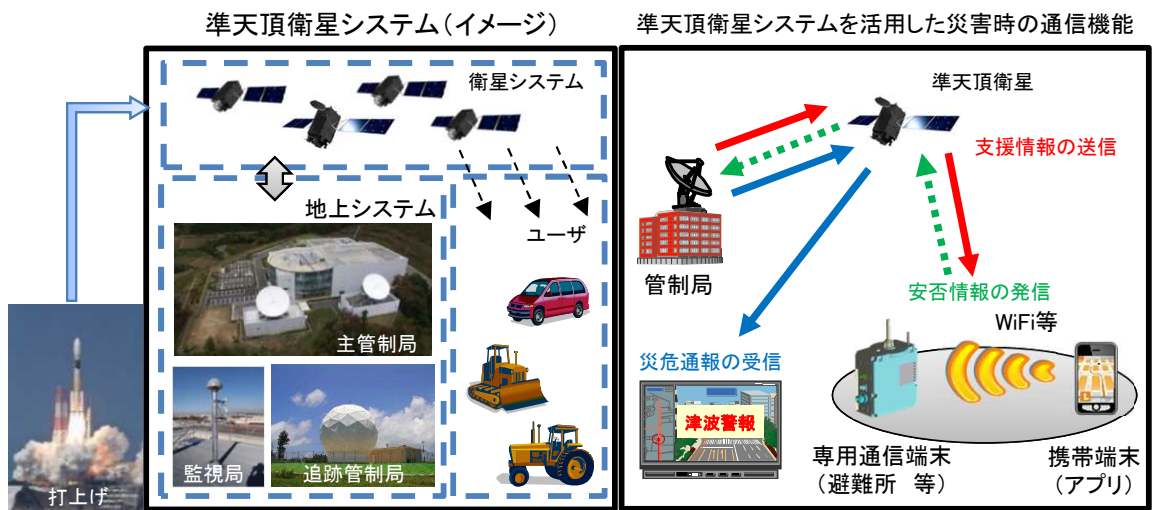 準天頂衛星システム（イメージ）
衛星システム
地上システム
ユーザ
主管制局
監視局
追跡管制局
打上げ
準天頂衛星システムを活用した災害時の通信機能
準天頂衛星
支援情報の送信
管制局
安否情報の発信
WiFi等
災危通報の受信
津波警報
専用通信端末
（避難所　等）
携帯端末
（アプリ）